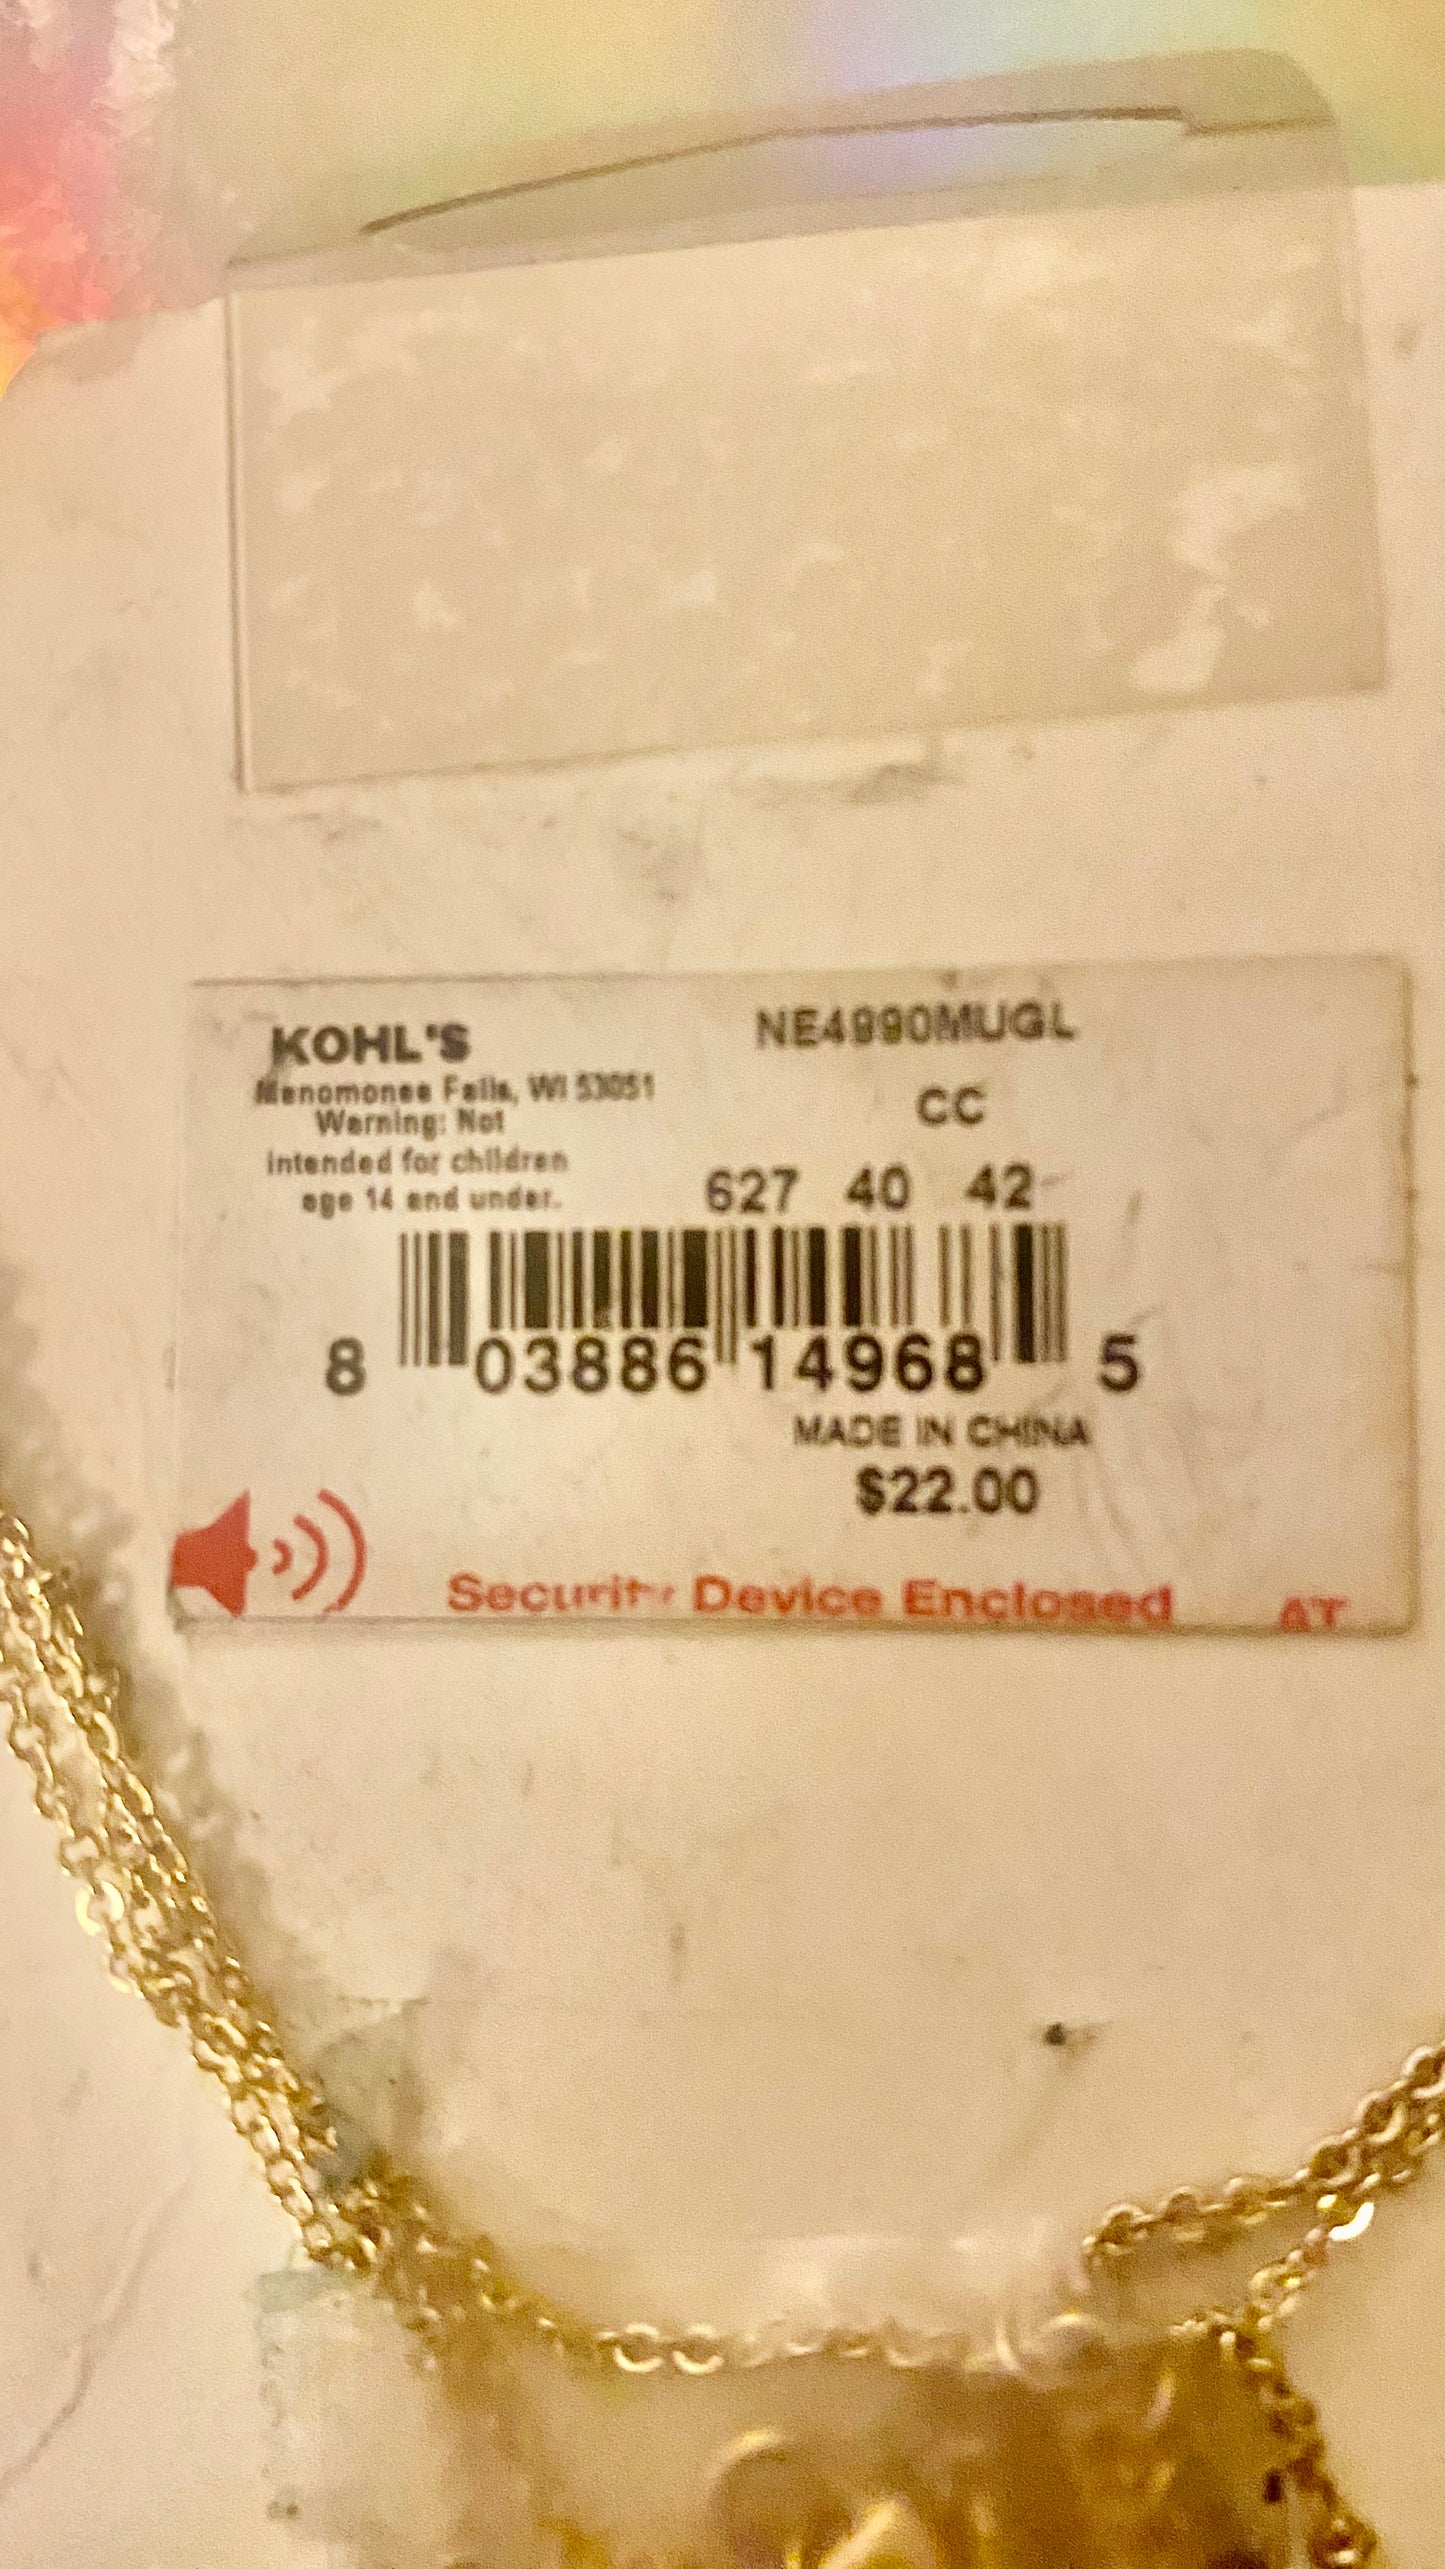 KOHL'S
NE4990MUGL
Menomonee Falls, WI 53051
CC
Warning: Not
intended for children
age 14 and under.
627 40 42
8 03886 14968 5
MADE IN CHINA
$22.00
Security Device Enclosed AT